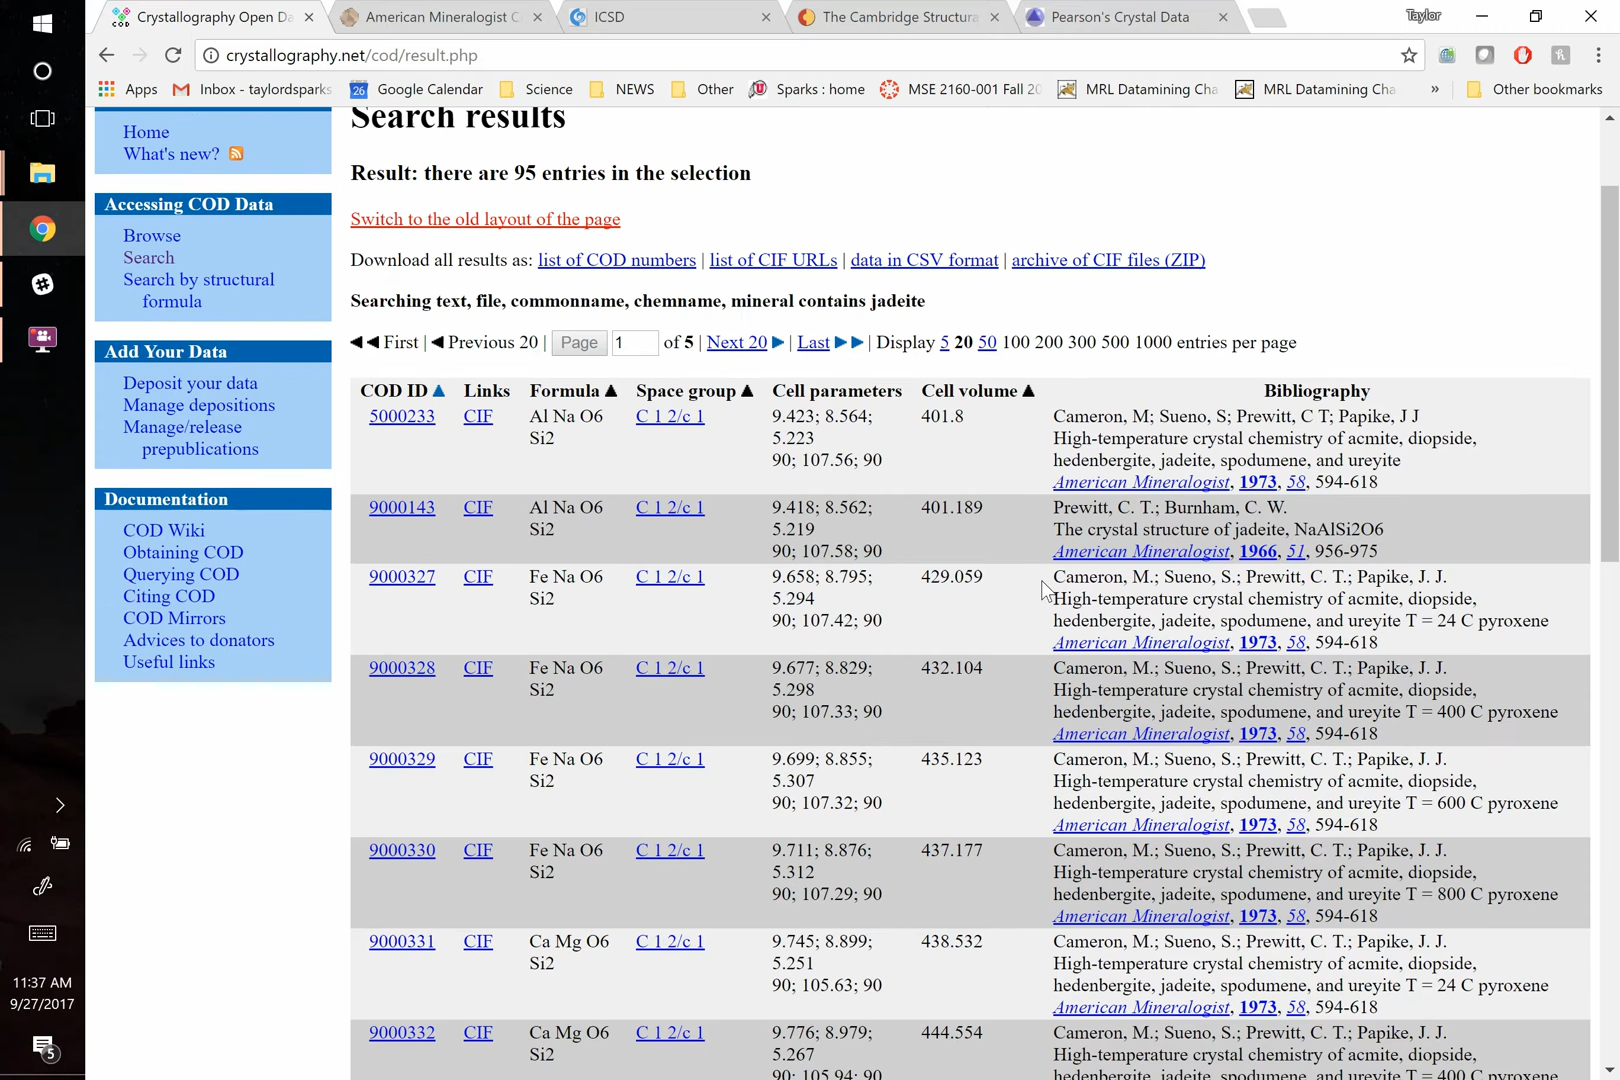 Crystallography Open Da
American Mineralogist C
ICSD
The Cambridge Structura
Pearson's Crystal Data
Taylor
crystallography.net/cod/result.php
Apps
Inbox - taylordsparks
26
Google Calendar
Science
NEWS
Other
Sparks : home
MSE 2160-001 Fall 20
MRL Datamining Cha
MRL Datamining Cha
»
Other bookmarks
Home
What's new?
Accessing COD Data
Browse
Search
Search by structural
formula
Add Your Data
Deposit your data
Manage depositions
Manage/release
prepublications
Documentation
COD Wiki
Obtaining COD
Querying COD
Citing COD
COD Mirrors
Advices to donators
Useful links
Search results
Result: there are 95 entries in the selection
Switch to the old layout of the page
Download all results as: list of COD numbers | list of CIF URLs | data in CSV format | archive of CIF files (ZIP)
Searching text, file, commonname, chemname, mineral contains jadeite
◀◀ First | ◀ Previous 20 | Page 1 of 5 | Next 20 ▶ | Last ▶▶ | Display 5 20 50 100 200 300 500 1000 entries per page
COD ID ▲ Links Formula ▲ Space group ▲ Cell parameters Cell volume ▲ Bibliography
5000233 CIF Al Na O6 C 1 2/c 1 9.423; 8.564; 401.8 Cameron, M; Sueno, S; Prewitt, C T; Papike, J J
Si2 5.223 High-temperature crystal chemistry of acmite, diopside,
90; 107.56; 90 hedenbergite, jadeite, spodumene, and ureyite
American Mineralogist, 1973, 58, 594-618
9000143 CIF Al Na O6 C 1 2/c 1 9.418; 8.562; 401.189 Prewitt, C. T.; Burnham, C. W.
Si2 5.219 The crystal structure of jadeite, NaAlSi2O6
90; 107.58; 90 American Mineralogist, 1966, 51, 956-975
9000327 CIF Fe Na O6 C 1 2/c 1 9.658; 8.795; 429.059 Cameron, M.; Sueno, S.; Prewitt, C. T.; Papike, J. J.
Si2 5.294 High-temperature crystal chemistry of acmite, diopside,
90; 107.42; 90 hedenbergite, jadeite, spodumene, and ureyite T = 24 C pyroxene
American Mineralogist, 1973, 58, 594-618
9000328 CIF Fe Na O6 C 1 2/c 1 9.677; 8.829; 432.104 Cameron, M.; Sueno, S.; Prewitt, C. T.; Papike, J. J.
Si2 5.298 High-temperature crystal chemistry of acmite, diopside,
90; 107.33; 90 hedenbergite, jadeite, spodumene, and ureyite T = 400 C pyroxene
American Mineralogist, 1973, 58, 594-618
9000329 CIF Fe Na O6 C 1 2/c 1 9.699; 8.855; 435.123 Cameron, M.; Sueno, S.; Prewitt, C. T.; Papike, J. J.
Si2 5.307 High-temperature crystal chemistry of acmite, diopside,
90; 107.32; 90 hedenbergite, jadeite, spodumene, and ureyite T = 600 C pyroxene
American Mineralogist, 1973, 58, 594-618
9000330 CIF Fe Na O6 C 1 2/c 1 9.711; 8.876; 437.177 Cameron, M.; Sueno, S.; Prewitt, C. T.; Papike, J. J.
Si2 5.312 High-temperature crystal chemistry of acmite, diopside,
90; 107.29; 90 hedenbergite, jadeite, spodumene, and ureyite T = 800 C pyroxene
American Mineralogist, 1973, 58, 594-618
9000331 CIF Ca Mg O6 C 1 2/c 1 9.745; 8.899; 438.532 Cameron, M.; Sueno, S.; Prewitt, C. T.; Papike, J. J.
Si2 5.251 High-temperature crystal chemistry of acmite, diopside,
90; 105.63; 90 hedenbergite, jadeite, spodumene, and ureyite T = 24 C pyroxene
American Mineralogist, 1973, 58, 594-618
9000332 CIF Ca Mg O6 C 1 2/c 1 9.776; 8.979; 444.554 Cameron, M.; Sueno, S.; Prewitt, C. T.; Papike, J. J.
Si2 5.267 High-temperature crystal chemistry of acmite, diopside,
90; 105.94; 90 hedenbergite, jadeite, spodumene, and ureyite T = 400 C pyroxene
11:37 AM
9/27/2017
5